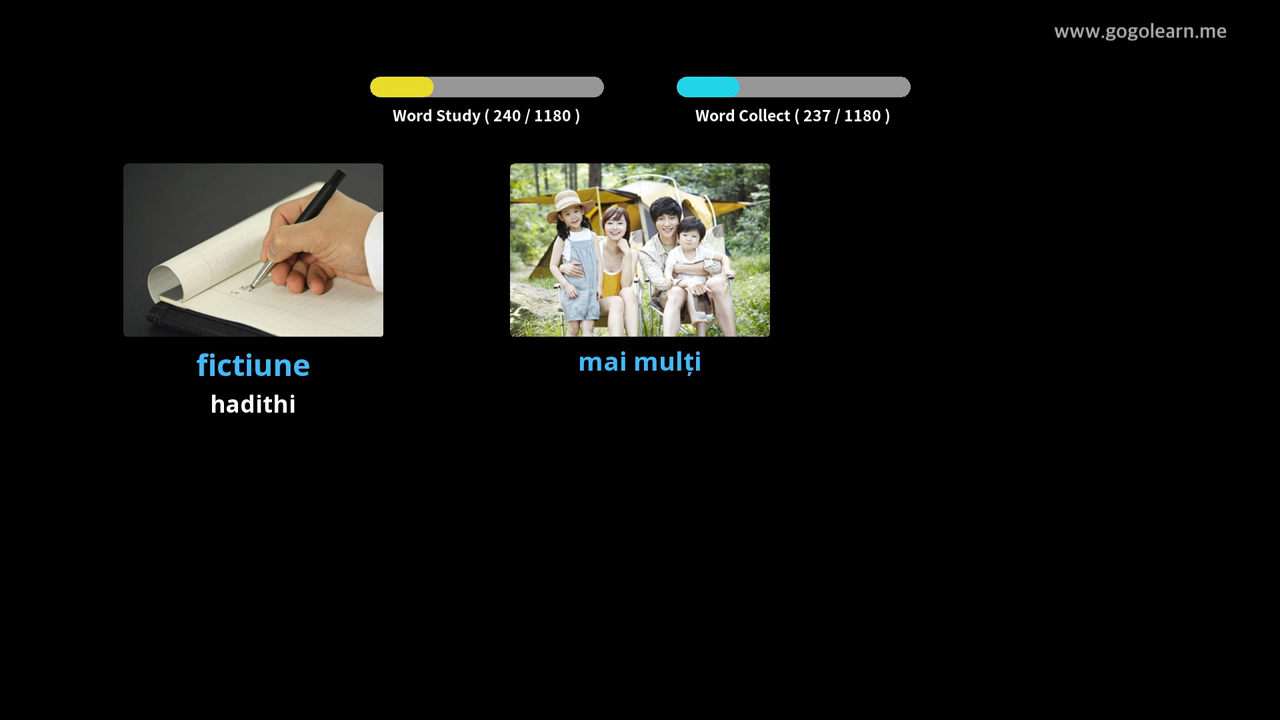 www.gogolearn.me
Word Study ( 240 / 1180 )
Word Collect ( 237 / 1180 )
fictiune
hadithi
mai mulți